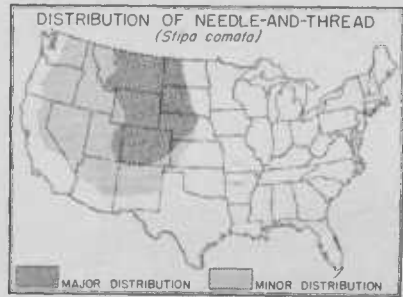 DISTRIBUTION OF NEEDLE-AND-THREAD
(Stipa comata)
MAJOR DISTRIBUTION
MINOR DISTRIBUTION